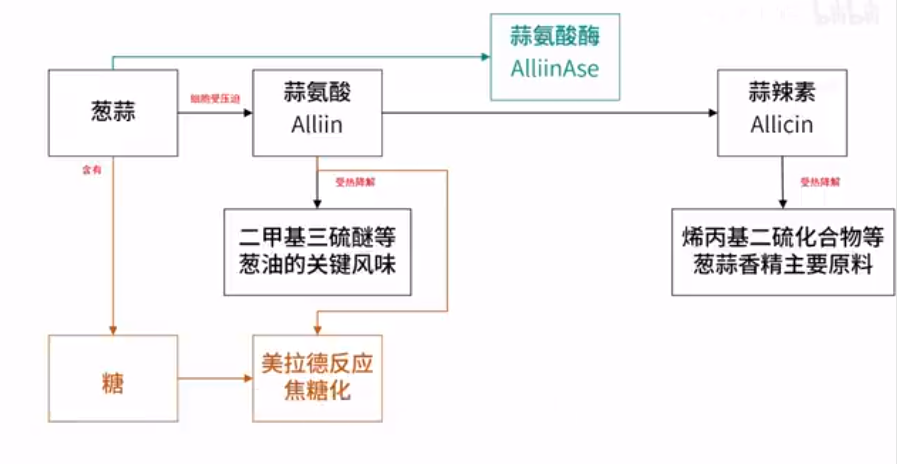 蒜氨酸酶
AlliinAse
葱蒜
细胞受压迫
蒜氨酸
Alliin
蒜辣素
Allicin
含有
受热降解
受热降解
二甲基三硫醚等
葱油的关键风味
烯丙基二硫化合物等
葱蒜香精主要原料
糖
美拉德反应
焦糖化